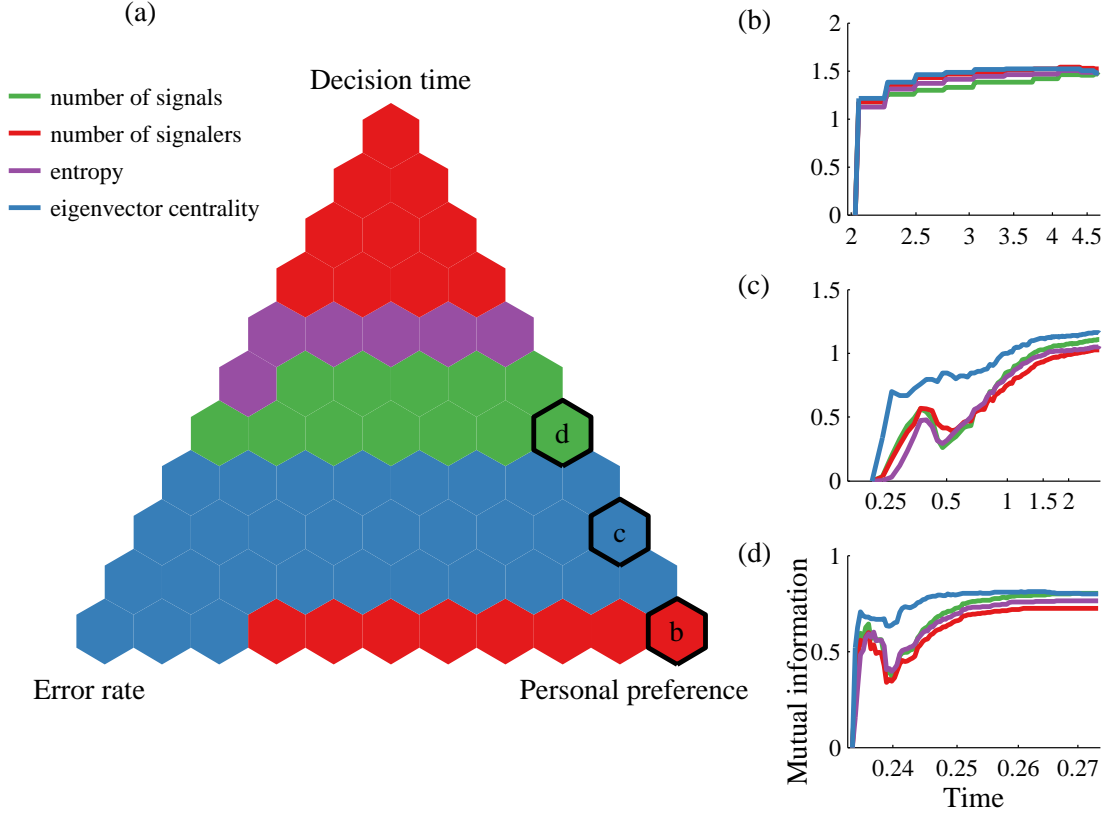 (a)
Decision time
number of signals
number of signalers
entropy
eigenvector centrality
d
c
b
Error rate
Personal preference
(b)
2
1.5
1
0.5
0
2 2.5 3 3.5 4 4.5
(c)
1.5
1
0.5
0
0.25 0.5 1 1.5 2
(d)
1
0.5
0
Mutual information
0.24 0.25 0.26 0.27
Time